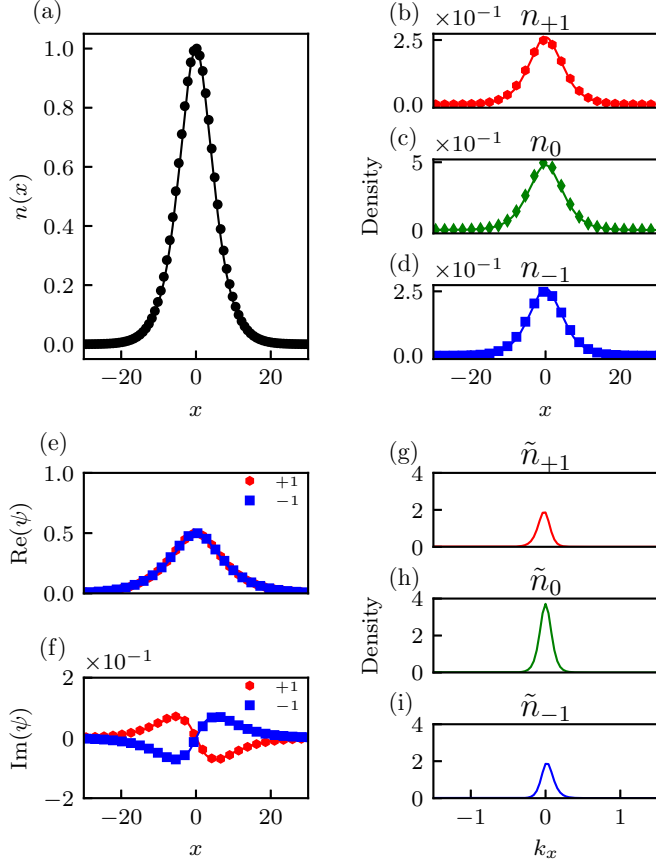 (a)
n(x)
1.0
0.8
0.6
0.4
0.2
0.0
−20
0
20
x
(b)
×10−1
n+1
2.5
0.0
(c)
×10−1
n0
5
0
Density
(d)
×10−1
n−1
2.5
0.0
−20
0
20
x
(e)
Re(ψ)
1.0
0.5
0.0
+1
−1
(f)
×10−1
Im(ψ)
2
0
−2
+1
−1
−20
0
20
x
(g)
ñ+1
4
2
0
(h)
ñ0
4
2
0
Density
(i)
ñ−1
4
2
0
−1
0
1
kx